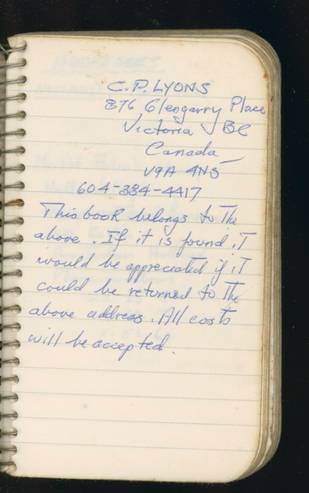 C.P. LYONS
876 Glengarry Place
Victoria BC
Canada
V9A 4N5
604-384-4417
This book belongs to the
above. If it is found it
would be appreciated if it
could be returned to the
above address. All costs
will be accepted.